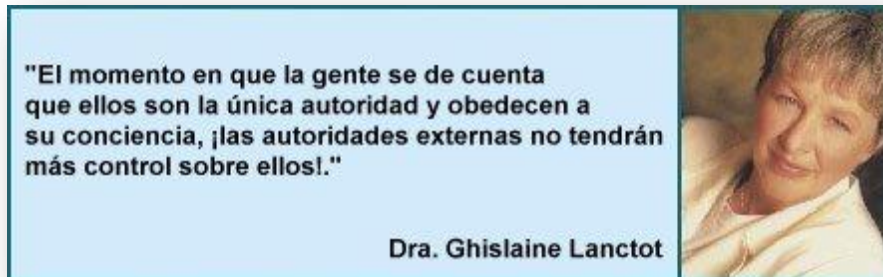 "El momento en que la gente se de cuenta
que ellos son la única autoridad y obedecen a
su conciencia, ¡las autoridades externas no tendrán
más control sobre ellos!."
Dra. Ghislaine Lanctot